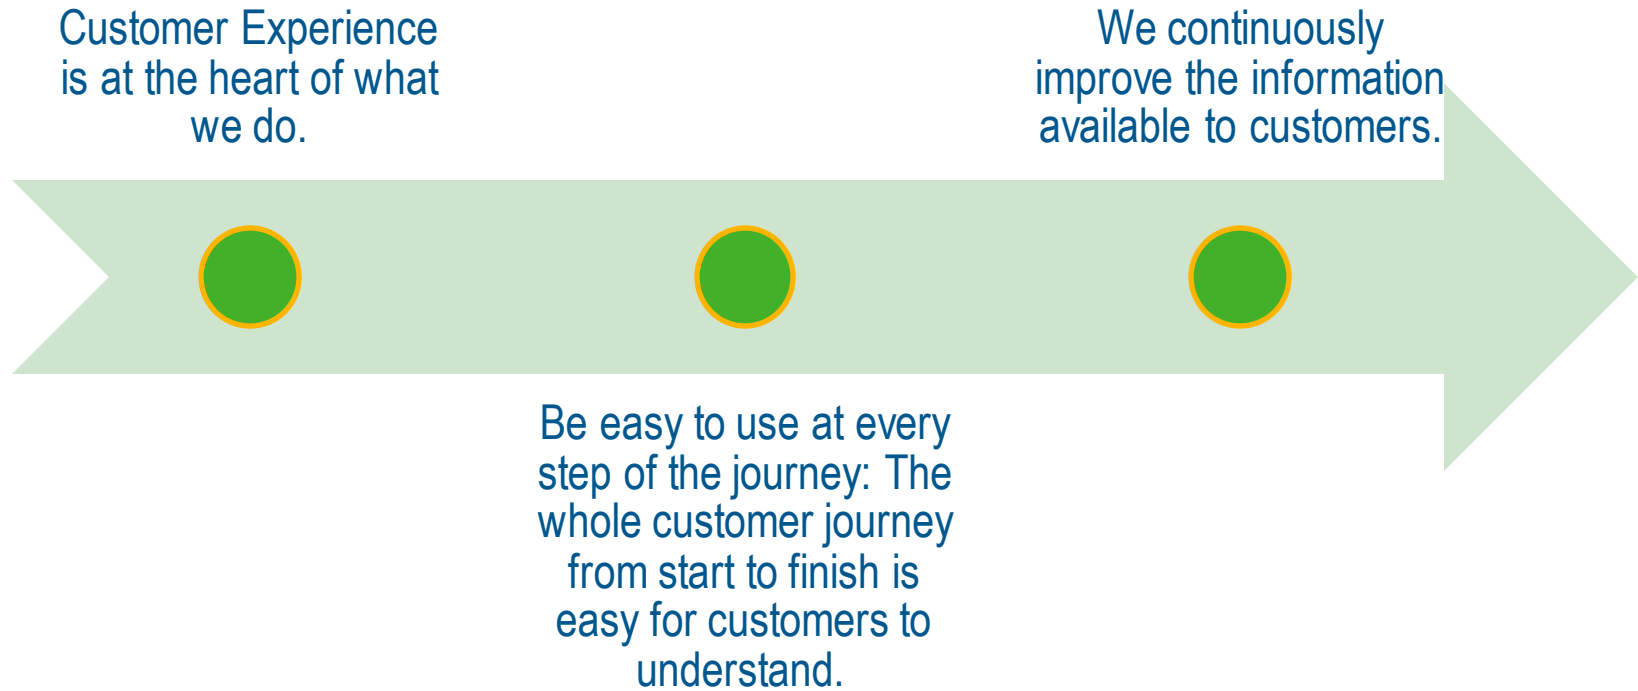 Customer Experience
is at the heart of what
we do.
We continuously
improve the information
available to customers.
Be easy to use at every
step of the journey: The
whole customer journey
from start to finish is
easy for customers to
understand.